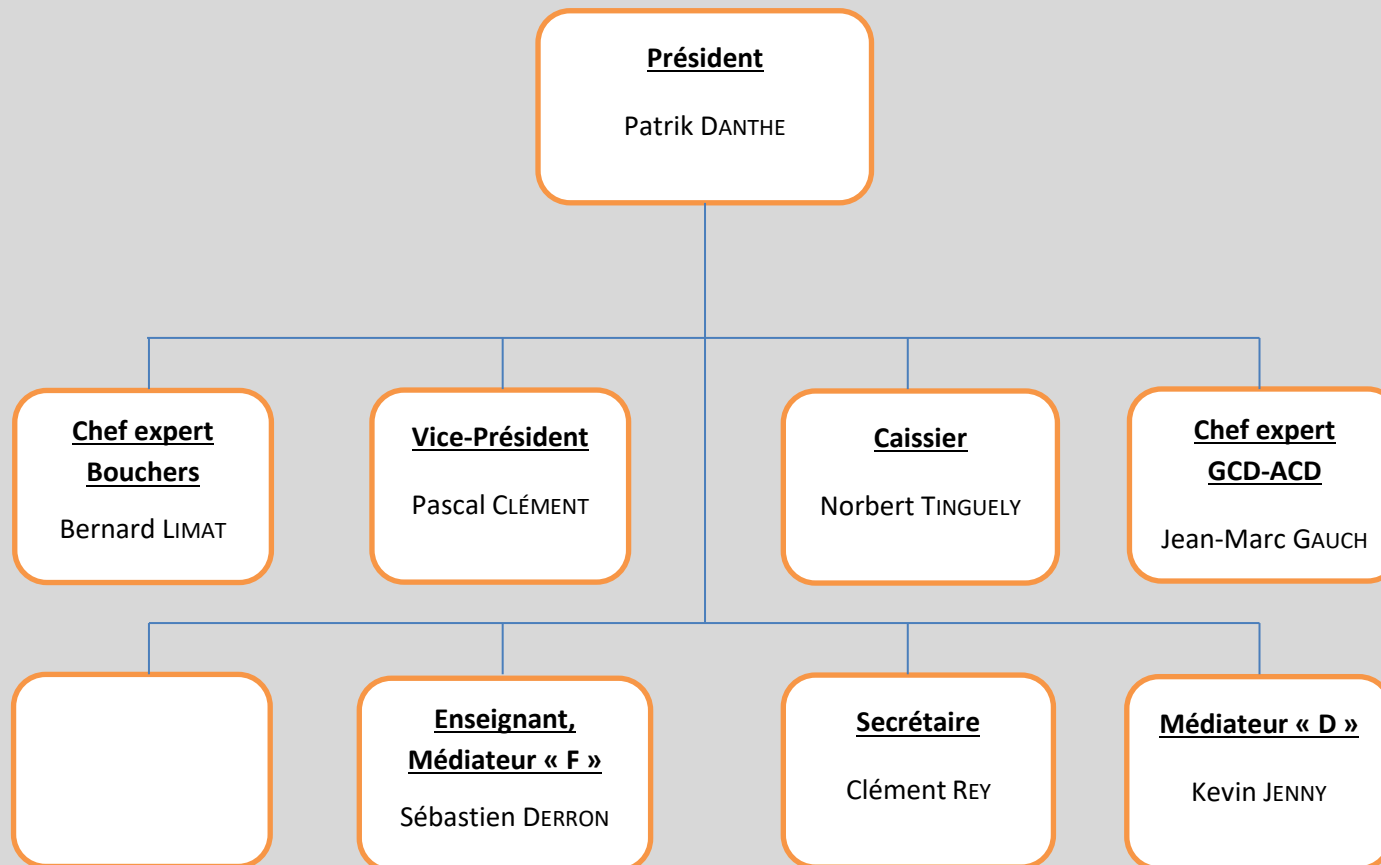 Président
Patrik DANTHE
Chef expert
Bouchers
Bernard LIMAT
Vice-Président
Pascal CLÉMENT
Caissier
Norbert TINGUELY
Chef expert
GCD-ACD
Jean-Marc GAUCH
Enseignant,
Médiateur « F »
Sébastien DERRON
Secrétaire
Clément REY
Médiateur « D »
Kevin JENNY